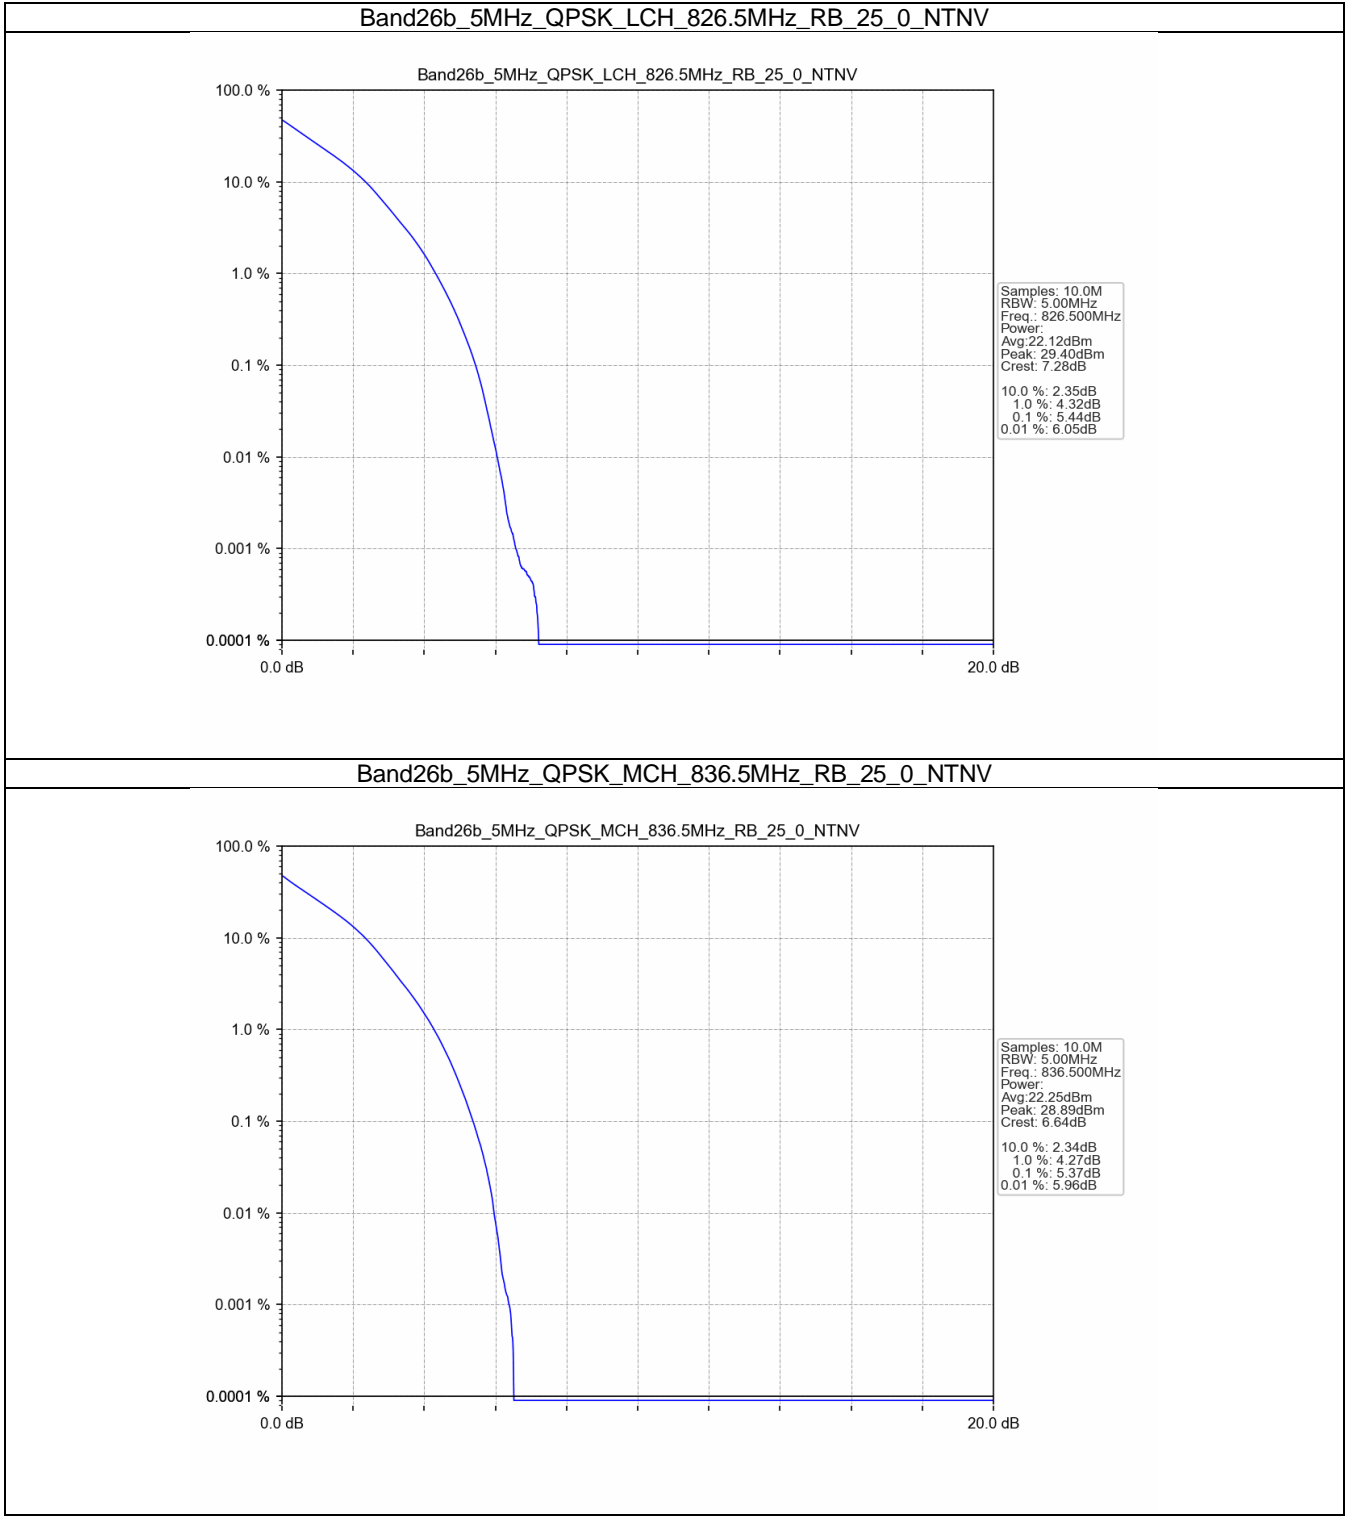 Band26b_5MHz_QPSK_LCH_826.5MHz_RB_25_0_NTNV
Band26b_5MHz_QPSK_LCH_826.5MHz_RB_25_0_NTNV
100.0 %
10.0 %
1.0 %
0.1 %
0.01 %
0.001 %
0.0001 %
0.0 dB
20.0 dB
Samples: 10.0M
RBW: 5.00MHz
Freq.: 826.500MHz
Power:
Avg:22.12dBm
Peak: 29.40dBm
Crest: 7.28dB
10.0 %: 2.35dB
1.0 %: 4.32dB
0.1 %: 5.44dB
0.01 %: 6.05dB
Band26b_5MHz_QPSK_MCH_836.5MHz_RB_25_0_NTNV
Band26b_5MHz_QPSK_MCH_836.5MHz_RB_25_0_NTNV
100.0 %
10.0 %
1.0 %
0.1 %
0.01 %
0.001 %
0.0001 %
0.0 dB
20.0 dB
Samples: 10.0M
RBW: 5.00MHz
Freq.: 836.500MHz
Power:
Avg:22.25dBm
Peak: 28.89dBm
Crest: 6.64dB
10.0 %: 2.34dB
1.0 %: 4.27dB
0.1 %: 5.37dB
0.01 %: 5.96dB